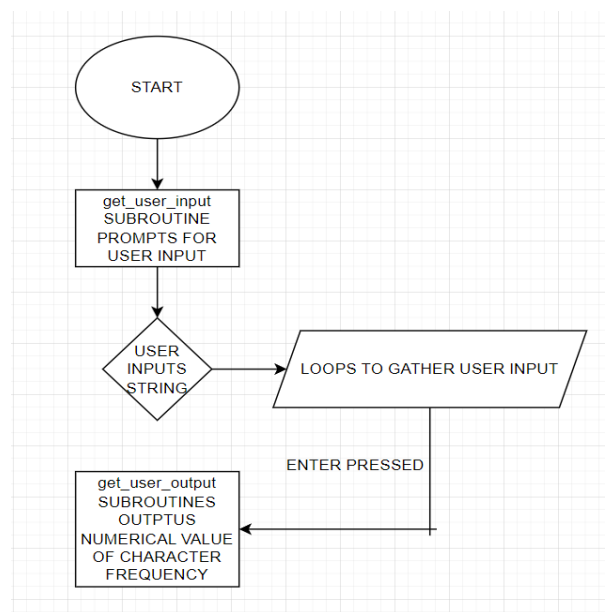 START
get_user_input
SUBROUTINE
PROMPTS FOR
USER INPUT
USER
INPUTS
STRING
LOOPS TO GATHER USER INPUT
ENTER PRESSED
get_user_output
SUBROUTINES
OUTPTUS
NUMERICAL VALUE
OF CHARACTER
FREQUENCY